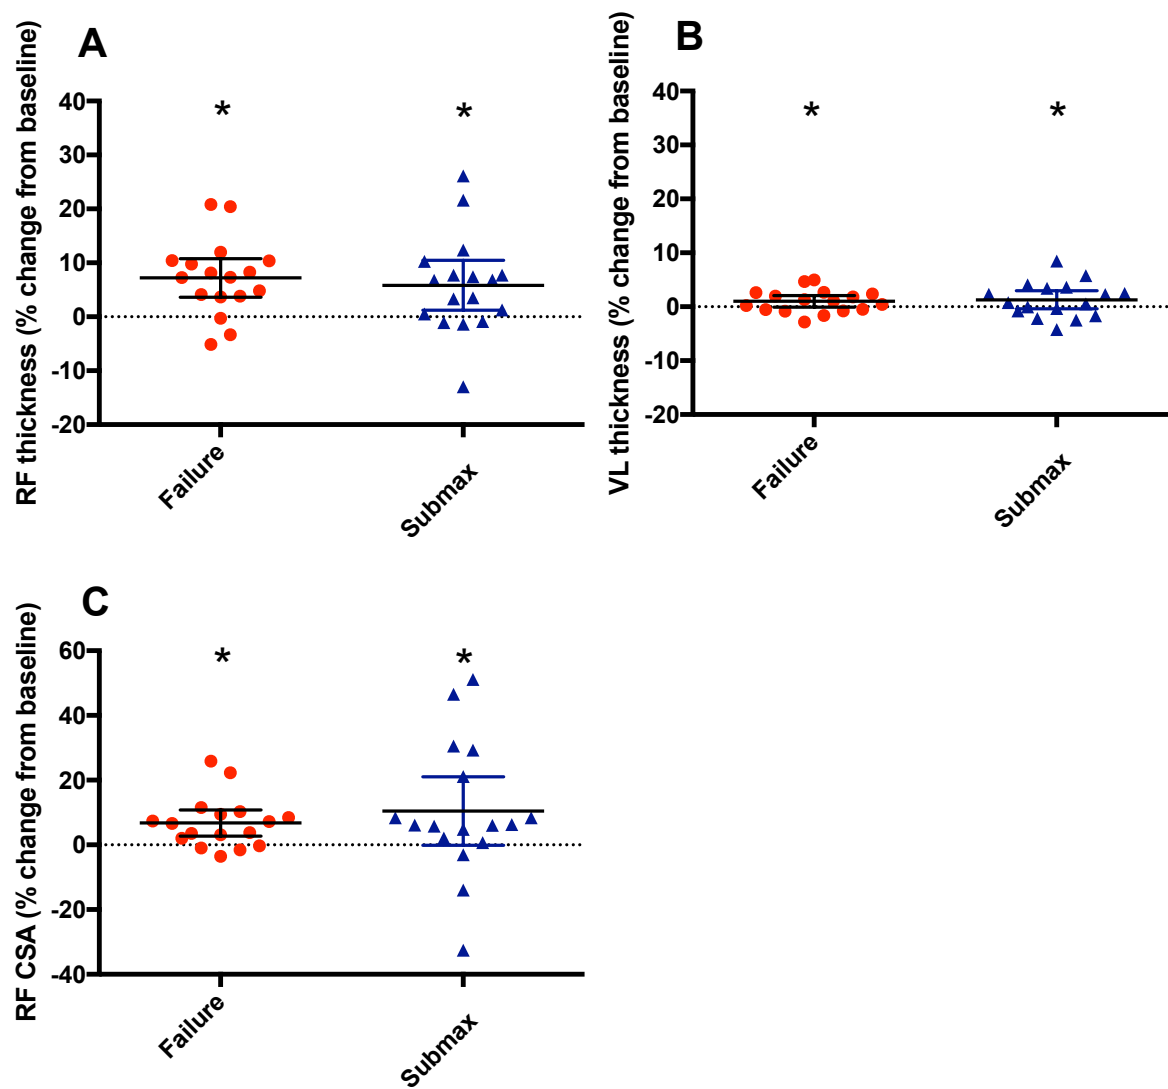 A
RF thickness (% change from baseline)
40
30
20
10
0
-10
-20
*
*
Failure
Submax
B
VL thickness (% change from baseline)
40
30
20
10
0
-10
-20
*
*
Failure
Submax
C
RF CSA (% change from baseline)
60
40
20
0
-20
-40
*
*
Failure
Submax